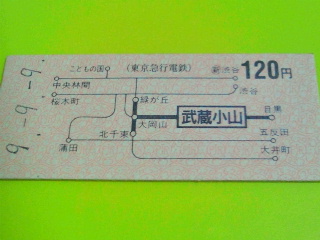 9.-9.-9.
こどもの国
(東京急行電鉄)
新渋谷
120円
中央林間
渋谷
桜木町
緑が丘
目黒
大岡山
武蔵小山
北千束
五反田
蒲田
大井町